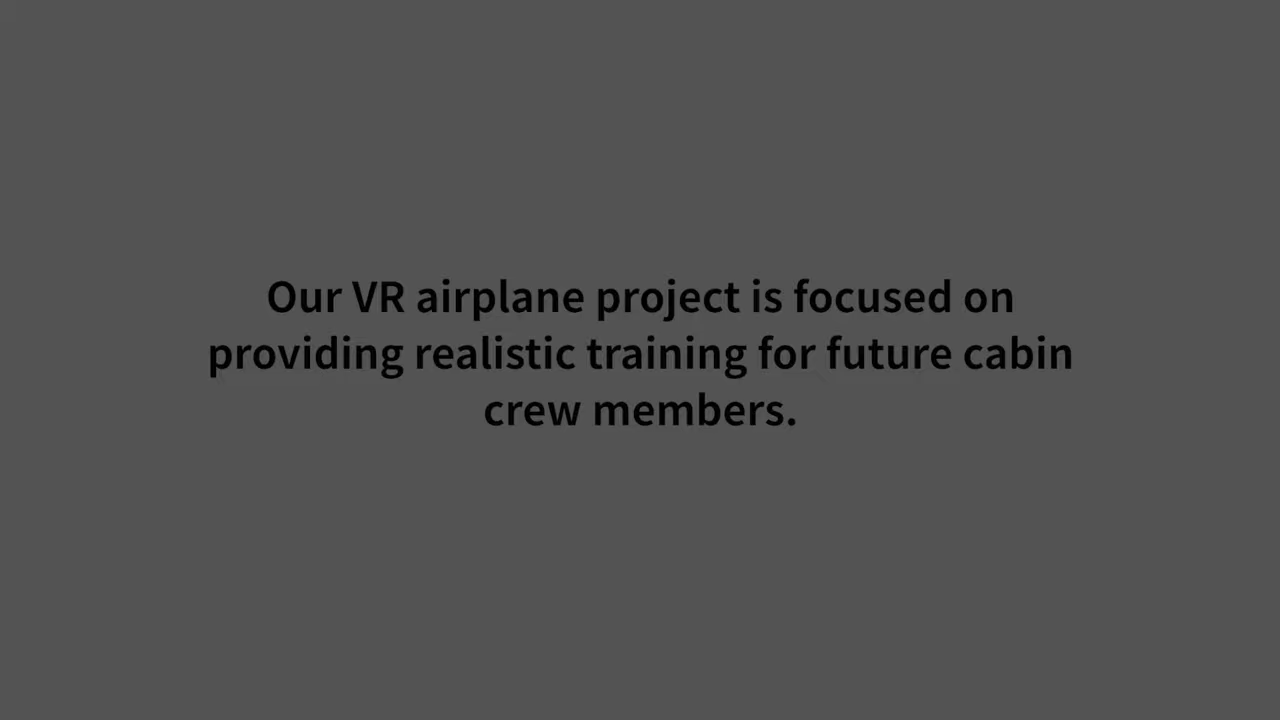 Our VR airplane project is focused on
providing realistic training for future cabin
crew members.